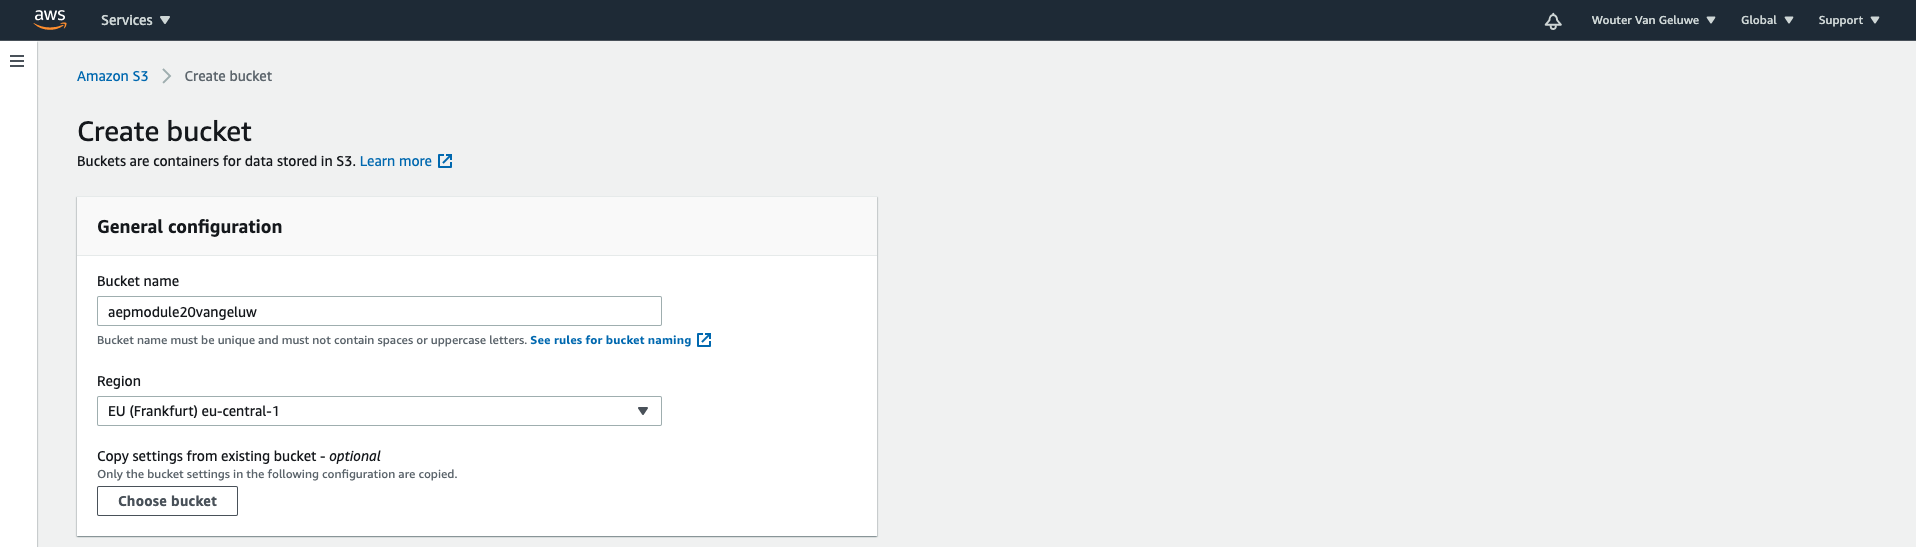 aws Services Wouter Van Geluwe Global Support
Amazon S3 Create bucket
Create bucket
Buckets are containers for data stored in S3. Learn more
General configuration
Bucket name
aepmodule20vangeluw
Bucket name must be unique and must not contain spaces or uppercase letters. See rules for bucket naming
Region
EU (Frankfurt) eu-central-1
Copy settings from existing bucket - optional
Only the bucket settings in the following configuration are copied.
Choose bucket